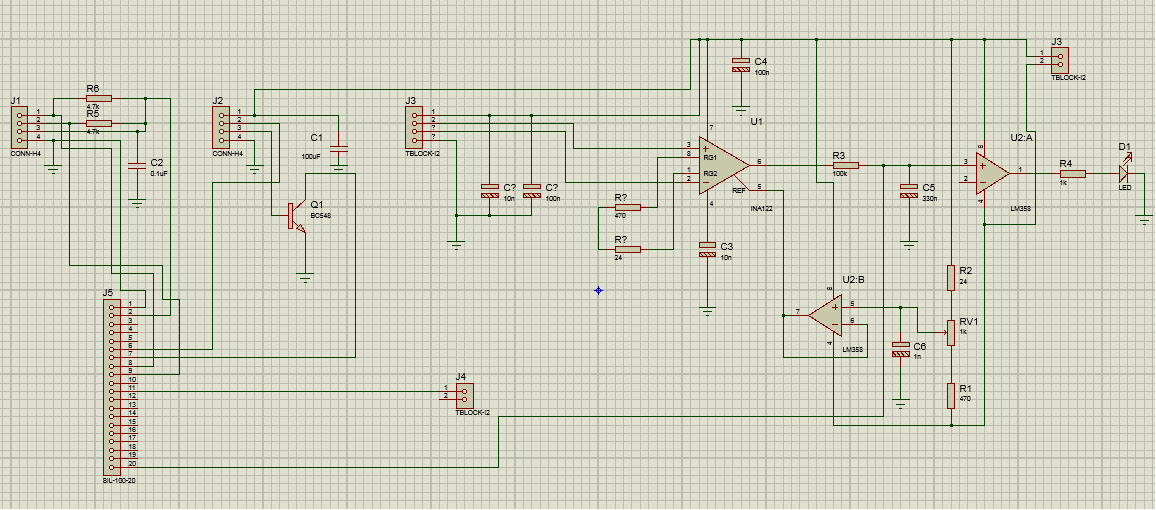 J1
1
2
3
4
CONN-H4
R6
4.7k
R5
4.7k
C2
0.1uF
J2
1
2
3
4
CONN-H4
C1
100uF
Q1
BC548
J3
1
2
?
?
TBLOCK-I2
C?
10n
C?
100n
R?
470
R?
24
C4
100n
U1
7
3
8
1
2
6
5
4
+
−
RG1
RG2
REF
INA122
C3
10n
R3
100k
C5
330n
J3
1
2
TBLOCK-I2
U2:A
8
3
2
1
4
+
−
LM358
R4
1k
D1
LED
U2:B
8
5
6
7
4
+
−
LM358
C6
1n
R2
24
RV1
1k
R1
470
J5
1
2
3
4
5
6
7
8
9
10
11
12
13
14
15
16
17
18
19
20
SIL-100-20
J4
1
2
TBLOCK-I2